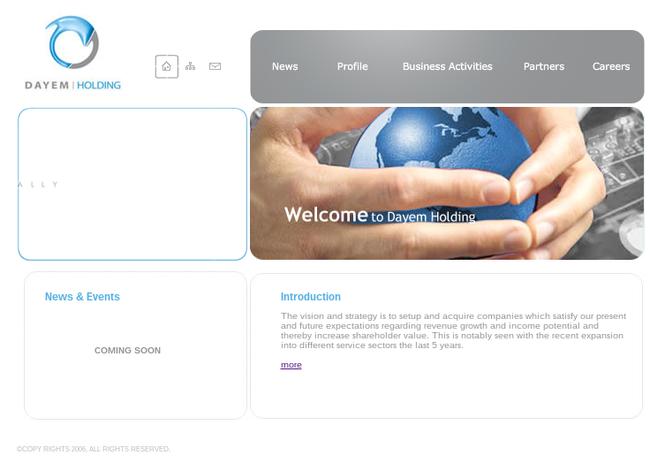 DAYEM | HOLDING
News Profile Business Activities Partners Careers
A L L Y
Welcome to Dayem Holding
News & Events
COMING SOON
Introduction
The vision and strategy is to setup and acquire companies which satisfy our present
and future expectations regarding revenue growth and income potential and
thereby increase shareholder value. This is notably seen with the recent expansion
into different service sectors the last 5 years.
more
©COPY RIGHTS 2006, ALL RIGHTS RESERVED.